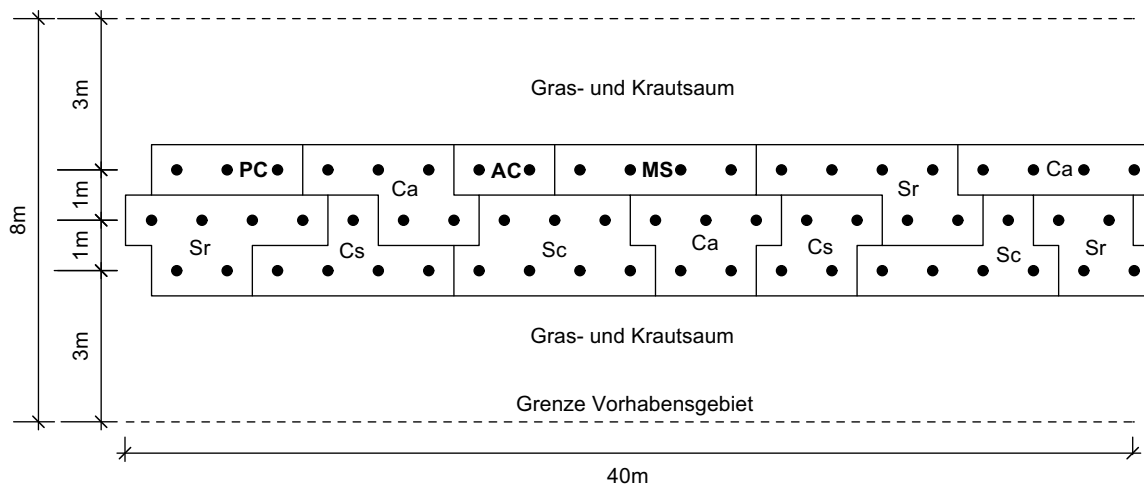 Gras- und Krautsaum
3m
PC
AC
MS
Ca
Ca
Sr
1m
8m
1m
Sr
Cs
Sc
Ca
Cs
Sc
Sr
3m
Gras- und Krautsaum
Grenze Vorhabensgebiet
40m